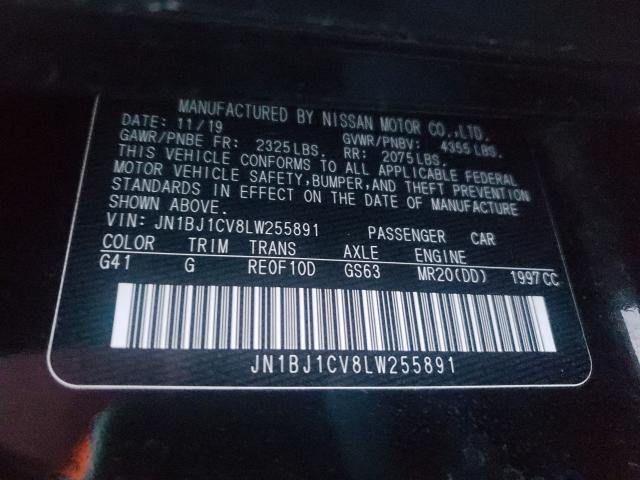 MANUFACTURED BY NISSAN MOTOR CO.,LTD.
DATE: 11/19 GVWR/PNBV: 4355 LBS.
GAWR/PNBE FR: 2325 LBS. RR: 2075 LBS.
THIS VEHICLE CONFORMS TO ALL APPLICABLE FEDERAL
MOTOR VEHICLE SAFETY,BUMPER,AND THEFT PREVENTION
STANDARDS IN EFFECT ON THE DATE OF MANUFACTURE
SHOWN ABOVE.
VIN: JN1BJ1CV8LW255891 PASSENGER CAR
COLOR TRIM TRANS AXLE ENGINE
G41 G RE0F10D GS63 MR20(DD) 1997CC
JN1BJ1CV8LW255891